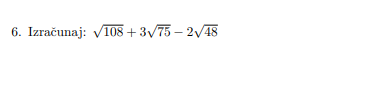 6. Izračunaj: √108 + 3√75 − 2√48